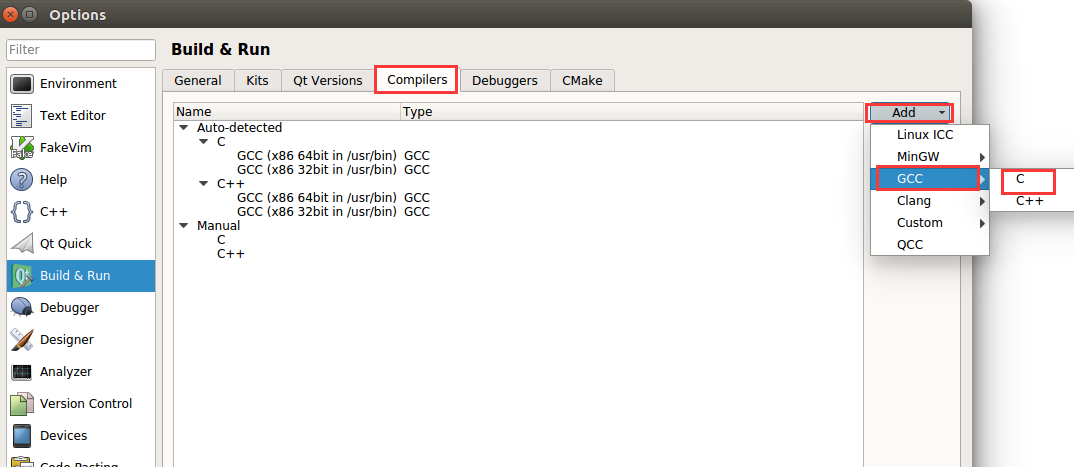 Options
Filter
Environment
Text Editor
FakeVim
Fake
Help
C++
Qt Quick
Build & Run
Debugger
Designer
Analyzer
Version Control
Devices
Code Pasting
Build & Run
General Kits Qt Versions Compilers Debuggers CMake
Name Type
Auto-detected
C
GCC (x86 64bit in /usr/bin) GCC
GCC (x86 32bit in /usr/bin) GCC
C++
GCC (x86 64bit in /usr/bin) GCC
GCC (x86 32bit in /usr/bin) GCC
Manual
C
C++
Add
Linux ICC
MinGW
GCC
Clang
Custom
QCC
C
C++